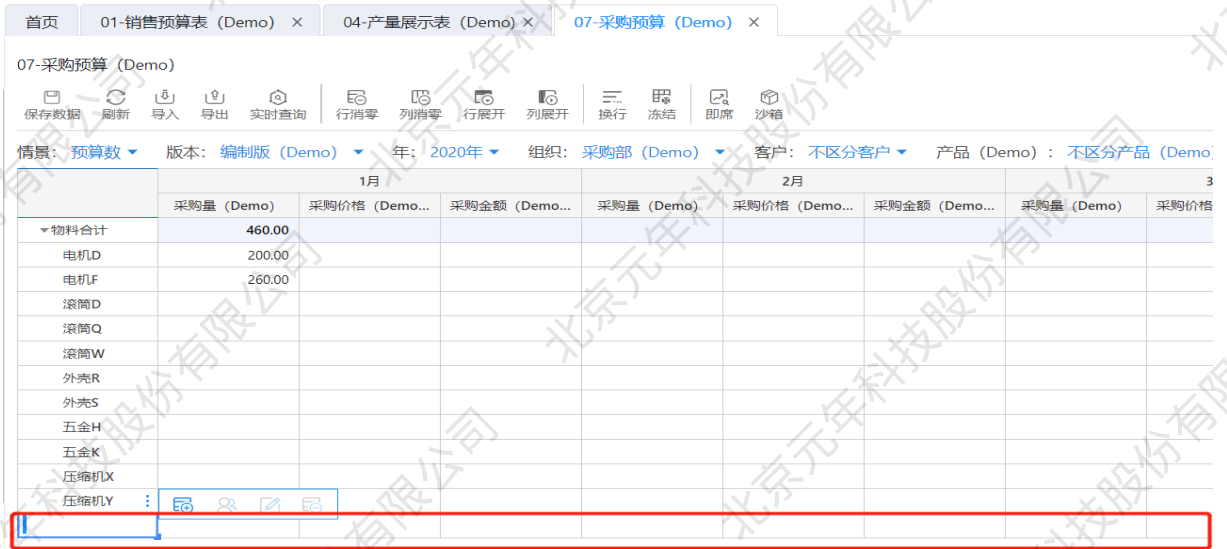 首页 01-销售预算表（Demo） × 04-产量展示表（Demo) × 07-采购预算（Demo） ×
07-采购预算（Demo）
保存数据 刷新 导入 导出 实时查询 行消零 列消零 行展开 列展开 换行 冻结 即席 沙箱
情景： 预算数 版本： 编制版（Demo） 年： 2020年 组织： 采购部（Demo） 客户： 不区分客户 产品（Demo）： 不区分产品（Demo
1月 2月 3
采购量（Demo） 采购价格（Demo... 采购金额（Demo... 采购量（Demo） 采购价格（Demo... 采购金额（Demo... 采购量（Demo） 采购价格
物料合计 460.00
电机D 200.00
电机F 260.00
滚筒D
滚筒Q
滚筒W
外壳R
外壳S
五金H
五金K
压缩机X
压缩机Y
北京元年科技股份有限公司